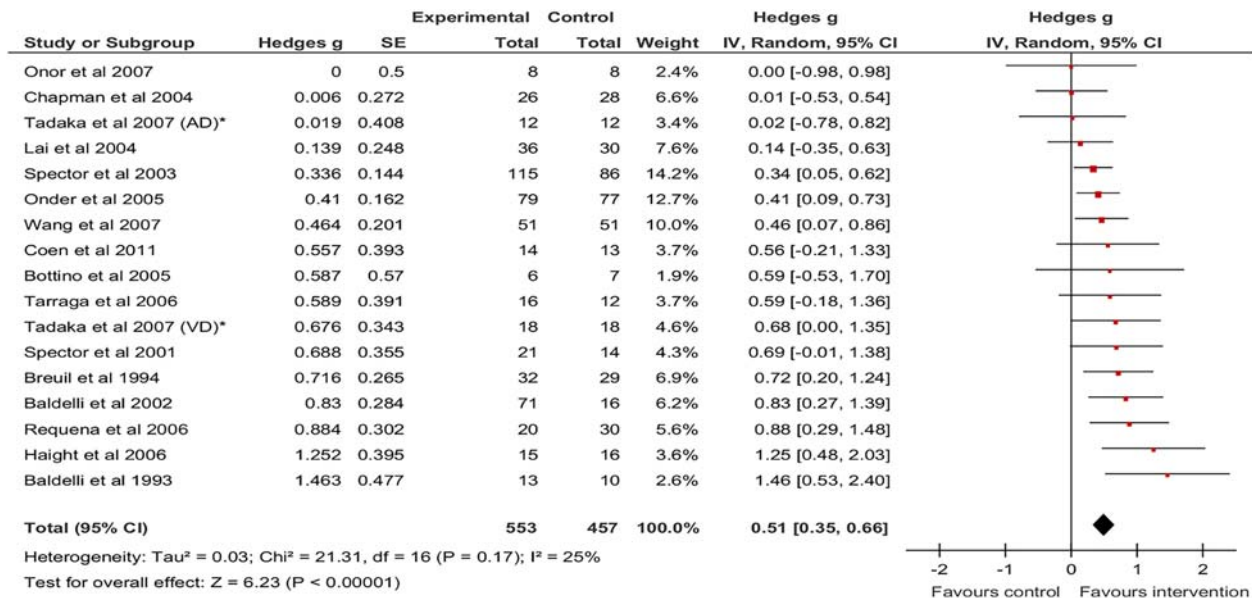 Experimental Control Hedges g Hedges g
Study or Subgroup Hedges g SE Total Total Weight IV, Random, 95% CI IV, Random, 95% CI
Onor et al 2007 0 0.5 8 8 2.4% 0.00 [-0.98, 0.98]
Chapman et al 2004 0.006 0.272 26 28 6.6% 0.01 [-0.53, 0.54]
Tadaka et al 2007 (AD)* 0.019 0.408 12 12 3.4% 0.02 [-0.78, 0.82]
Lai et al 2004 0.139 0.248 36 30 7.6% 0.14 [-0.35, 0.63]
Spector et al 2003 0.336 0.144 115 86 14.2% 0.34 [0.05, 0.62]
Onder et al 2005 0.41 0.162 79 77 12.7% 0.41 [0.09, 0.73]
Wang et al 2007 0.464 0.201 51 51 10.0% 0.46 [0.07, 0.86]
Coen et al 2011 0.557 0.393 14 13 3.7% 0.56 [-0.21, 1.33]
Bottino et al 2005 0.587 0.57 6 7 1.9% 0.59 [-0.53, 1.70]
Tarraga et al 2006 0.589 0.391 16 12 3.7% 0.59 [-0.18, 1.36]
Tadaka et al 2007 (VD)* 0.676 0.343 18 18 4.6% 0.68 [0.00, 1.35]
Spector et al 2001 0.688 0.355 21 14 4.3% 0.69 [-0.01, 1.38]
Breuil et al 1994 0.716 0.265 32 29 6.9% 0.72 [0.20, 1.24]
Baldelli et al 2002 0.83 0.284 71 16 6.2% 0.83 [0.27, 1.39]
Requena et al 2006 0.884 0.302 20 30 5.6% 0.88 [0.29, 1.48]
Haight et al 2006 1.252 0.395 15 16 3.6% 1.25 [0.48, 2.03]
Baldelli et al 1993 1.463 0.477 13 10 2.6% 1.46 [0.53, 2.40]
Total (95% CI) 553 457 100.0% 0.51 [0.35, 0.66]
Heterogeneity: Tau² = 0.03; Chi² = 21.31, df = 16 (P = 0.17); I² = 25%
Test for overall effect: Z = 6.23 (P < 0.00001)
-2 -1 0 1 2
Favours control Favours intervention